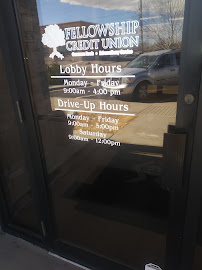 FELLOWSHIP
CREDIT UNION
Lobby Hours
Monday - Friday
9:00am - 4:00 pm
Drive-Up Hours
Monday - Friday
9:00am - 5:00pm
Saturday
9:00am - 12:00pm